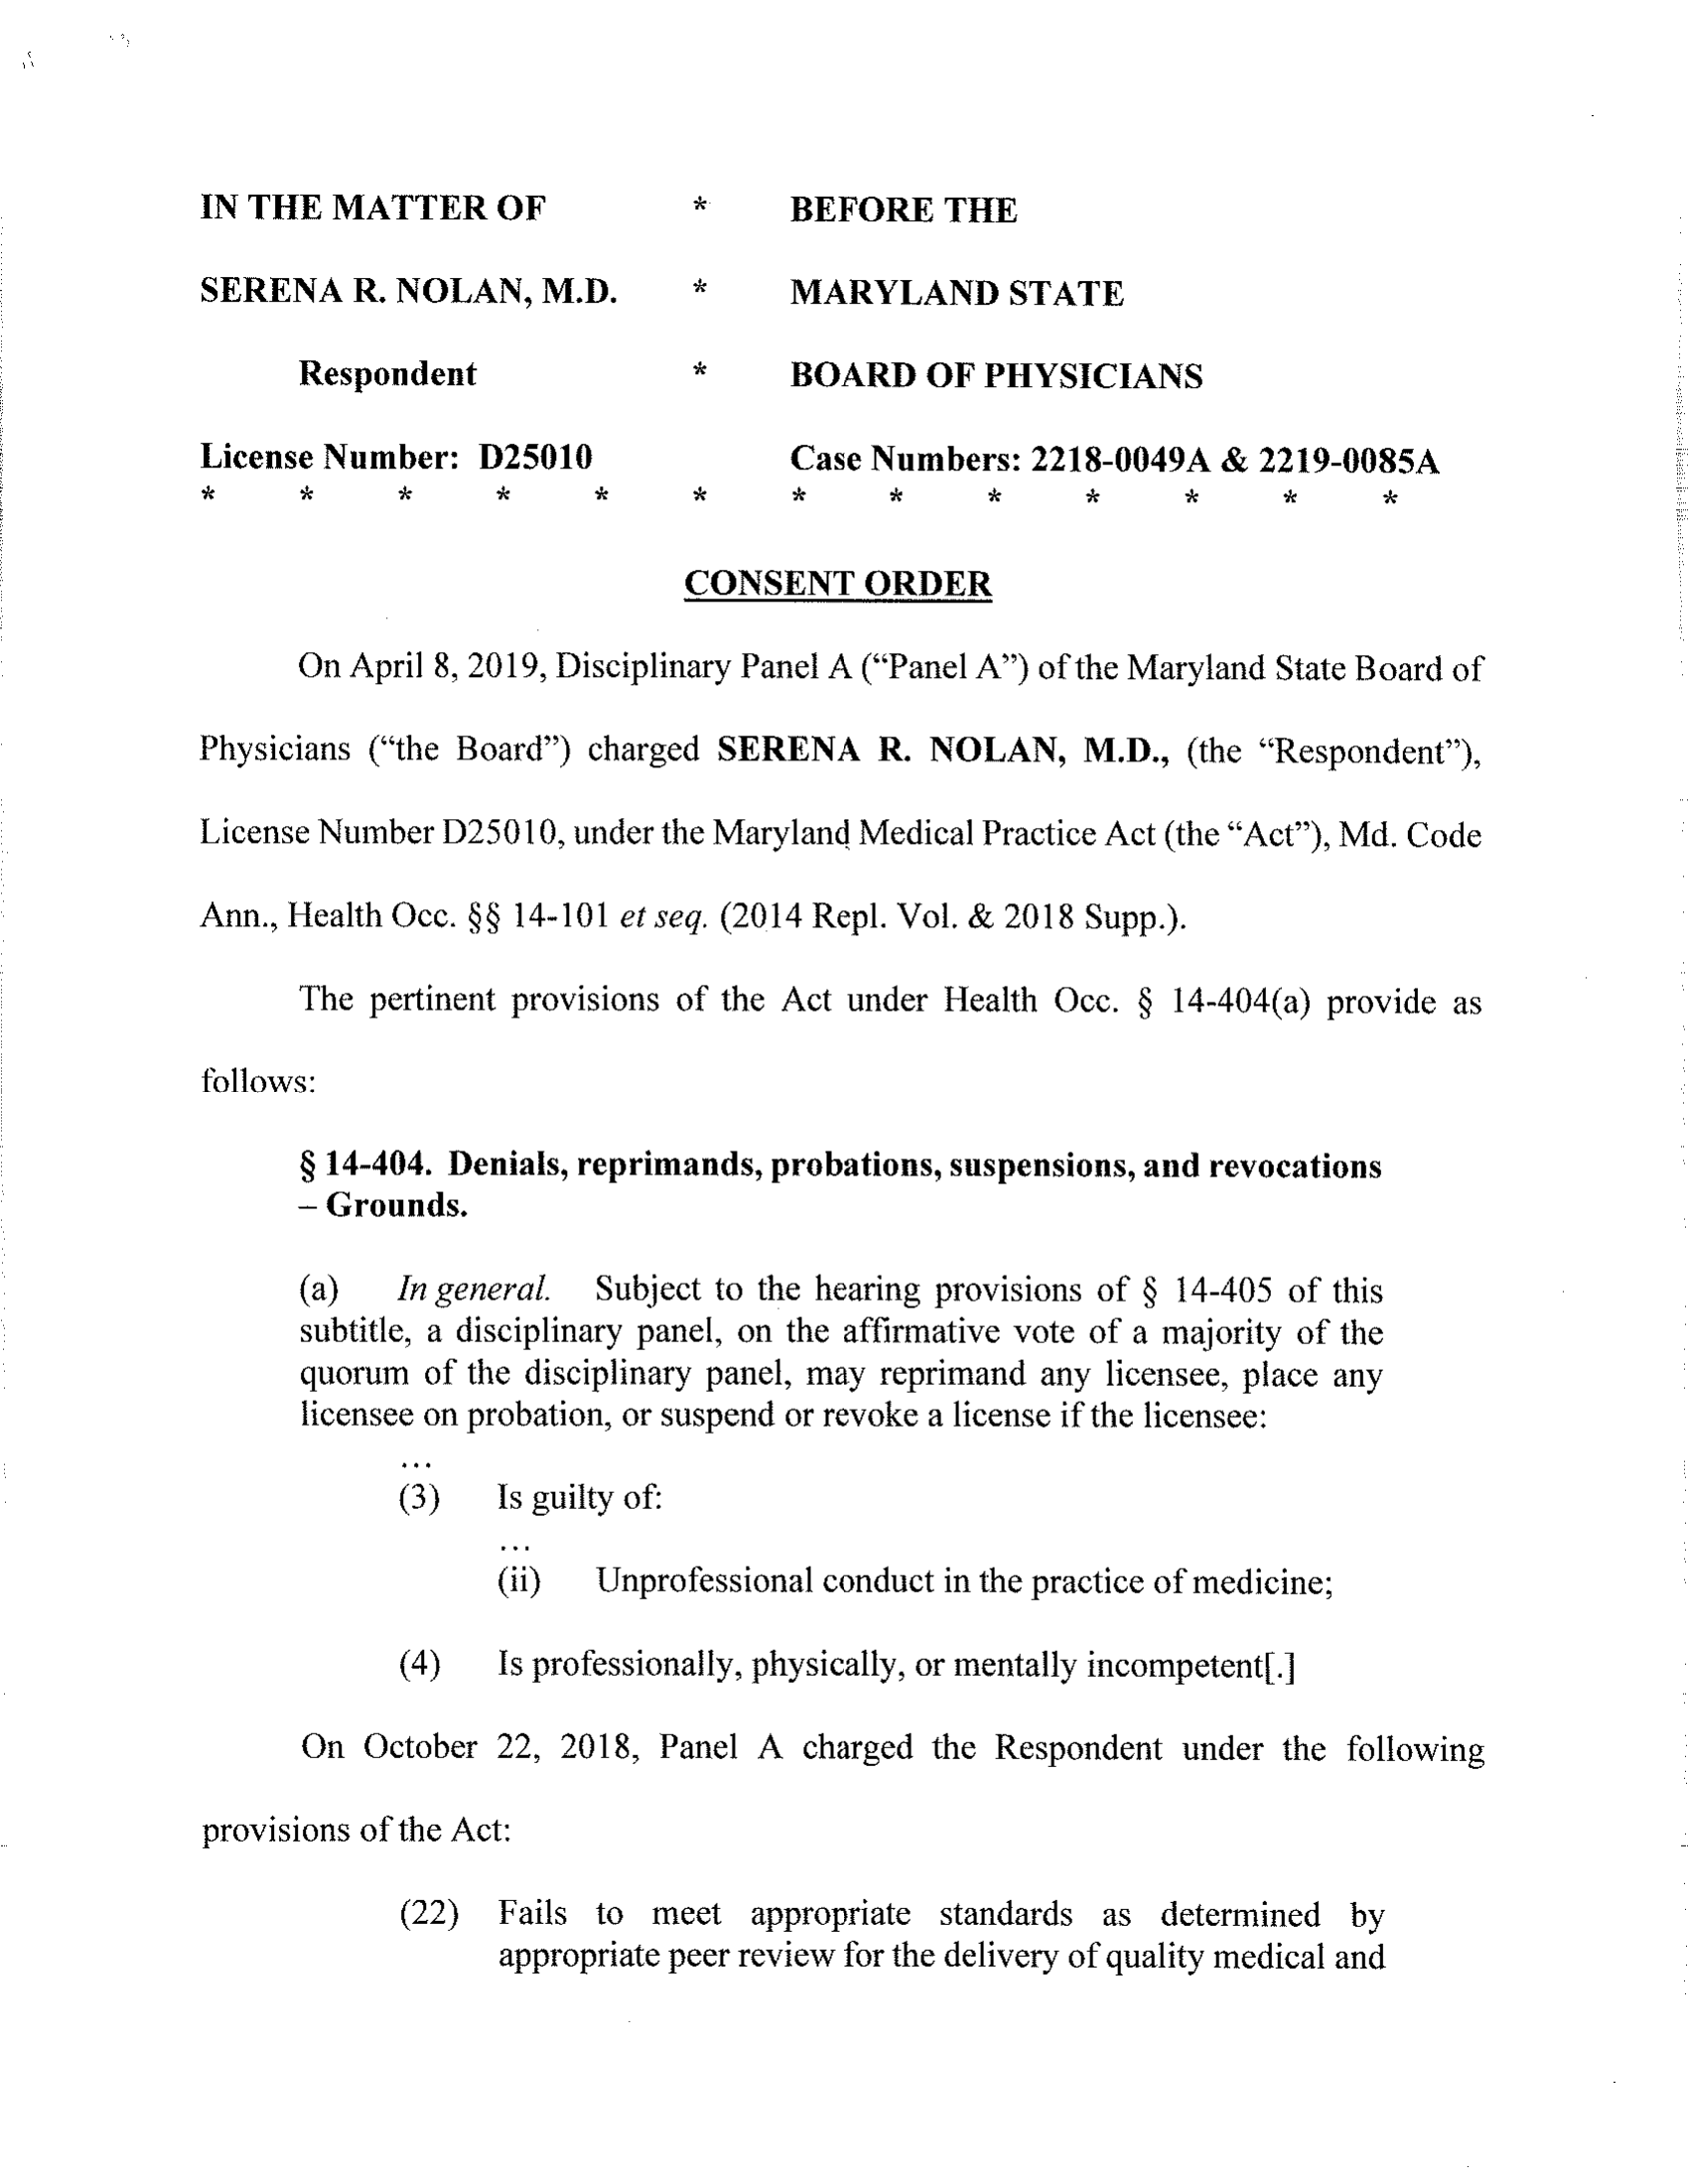 IN THE MATTER OF * BEFORE THE
SERENA R. NOLAN, M.D. * MARYLAND STATE
Respondent * BOARD OF PHYSICIANS
License Number: D25010 Case Numbers: 2218-0049A & 2219-0085A
* * * * * * * * * * * * *
CONSENT ORDER
On April 8, 2019, Disciplinary Panel A (“Panel A”) of the Maryland State Board of
Physicians (“the Board”) charged SERENA R. NOLAN, M.D., (the “Respondent”),
License Number D25010, under the Maryland Medical Practice Act (the “Act”), Md. Code
Ann., Health Occ. §§ 14-101 et seq. (2014 Repl. Vol. & 2018 Supp.).
The pertinent provisions of the Act under Health Occ. § 14-404(a) provide as
follows:
§ 14-404. Denials, reprimands, probations, suspensions, and revocations
– Grounds.
(a) In general. Subject to the hearing provisions of § 14-405 of this
subtitle, a disciplinary panel, on the affirmative vote of a majority of the
quorum of the disciplinary panel, may reprimand any licensee, place any
licensee on probation, or suspend or revoke a license if the licensee:
...
(3) Is guilty of:
...
(ii) Unprofessional conduct in the practice of medicine;
(4) Is professionally, physically, or mentally incompetent[.]
On October 22, 2018, Panel A charged the Respondent under the following
provisions of the Act:
(22) Fails to meet appropriate standards as determined by
appropriate peer review for the delivery of quality medical and